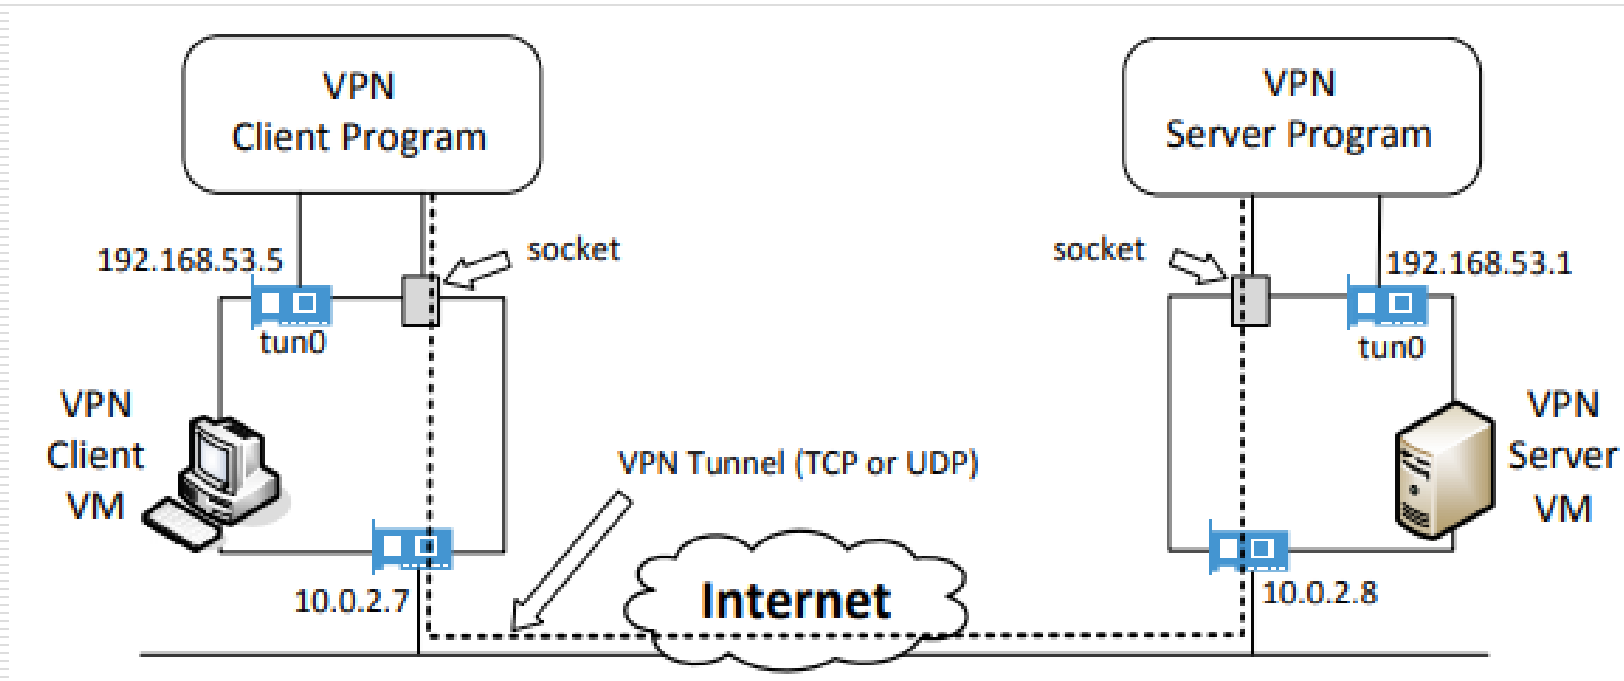 VPN
Client Program
VPN
Server Program
192.168.53.5
socket
socket
192.168.53.1
tun0
tun0
VPN
Client
VM
VPN Tunnel (TCP or UDP)
VPN
Server
VM
10.0.2.7
Internet
10.0.2.8